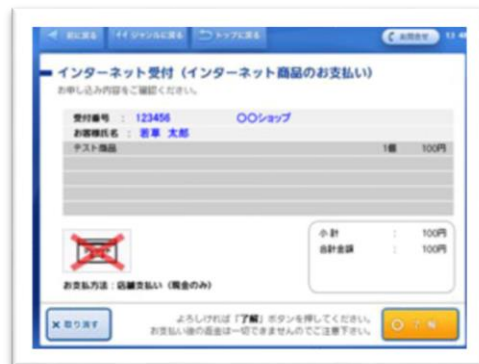 前に戻る ジャンルに戻る トップに戻る お問合せ
インターネット受付（インターネット商品のお支払い）
お申し込み内容をご確認ください。
受付番号 : 123456 〇〇ショップ
お客様氏名 : 若草 太郎
テスト商品 1個 100円
小計 : 100円
合計金額 : 100円
お支払方法：店舗支払い（現金のみ）
×取り消す
よろしければ「了解」ボタンを押してください。
お支払い後の返金は一切できませんのでご注意下さい。
〇 了解